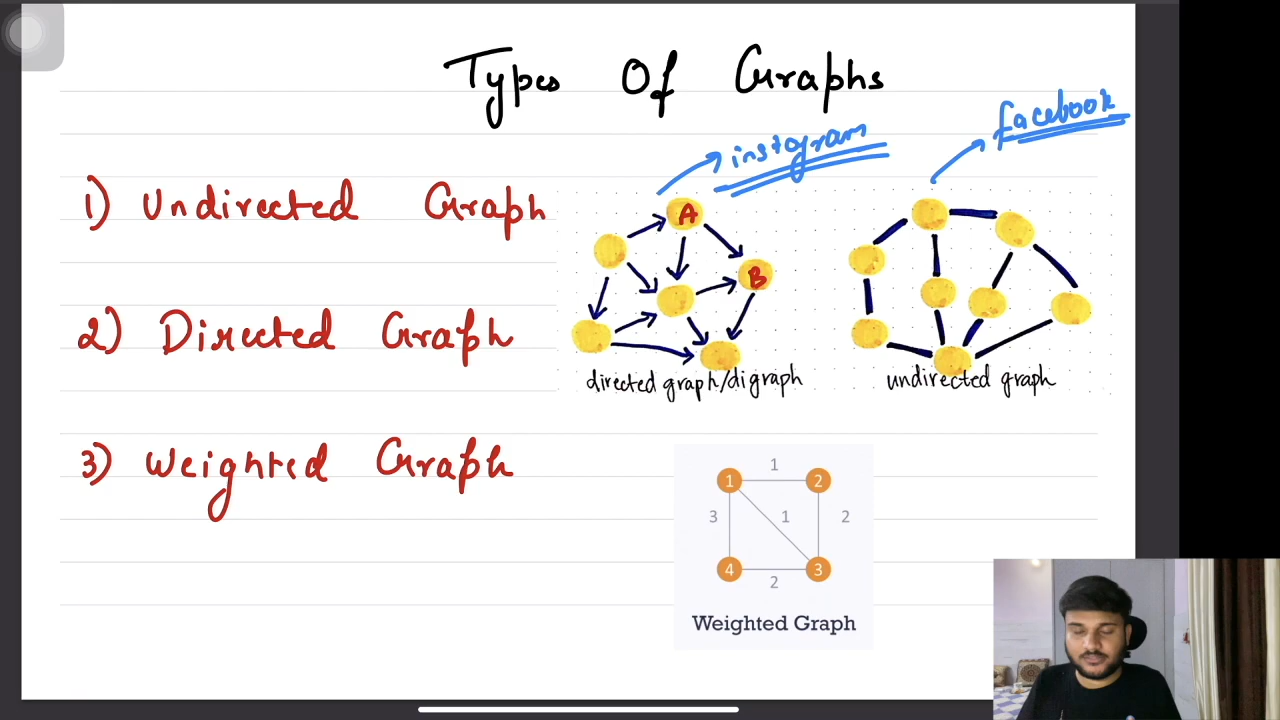 Types Of Graphs
instogram
facebook
1) Undirected Graph
A
B
2) Directed Graph
directed graph/digraph
undirected graph
3) Weighted Graph
1
1 2
3 1 2
4 3
2
Weighted Graph